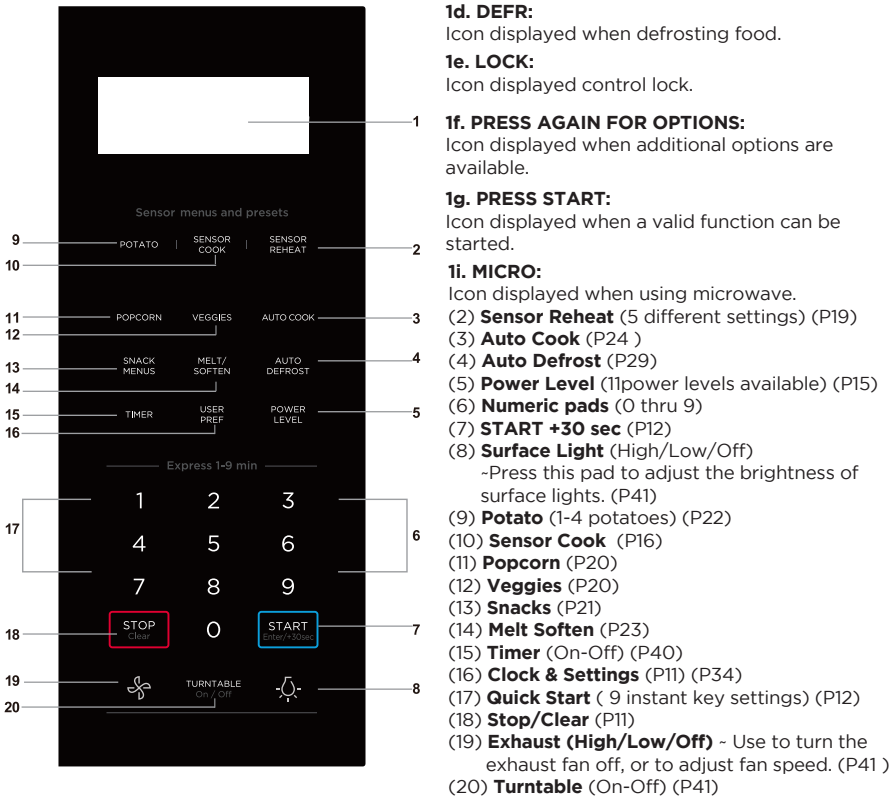 1
Sensor menus and presets
9
POTATO
SENSOR
COOK
SENSOR
REHEAT
2
10
11
POPCORN
VEGGIES
AUTO COOK
3
12
13
SNACK
MENUS
MELT/
SOFTEN
AUTO
DEFROST
4
14
15
TIMER
USER
PREF
POWER
LEVEL
5
16
Express 1-9 min
1 2 3
17
4 5 6
6
7 8 9
18
STOP
Clear
0
START
Enter/+30sec
7
19
TURNTABLE
On / Off
8
20
1d. DEFR:
Icon displayed when defrosting food.
1e. LOCK:
Icon displayed control lock.
1f. PRESS AGAIN FOR OPTIONS:
Icon displayed when additional options are
available.
1g. PRESS START:
Icon displayed when a valid function can be
started.
1i. MICRO:
Icon displayed when using microwave.
(2) Sensor Reheat (5 different settings) (P19)
(3) Auto Cook (P24 )
(4) Auto Defrost (P29)
(5) Power Level (11power levels available) (P15)
(6) Numeric pads (0 thru 9)
(7) START +30 sec (P12)
(8) Surface Light (High/Low/Off)
~Press this pad to adjust the brightness of
surface lights. (P41)
(9) Potato (1-4 potatoes) (P22)
(10) Sensor Cook (P16)
(11) Popcorn (P20)
(12) Veggies (P20)
(13) Snacks (P21)
(14) Melt Soften (P23)
(15) Timer (On-Off) (P40)
(16) Clock & Settings (P11) (P34)
(17) Quick Start ( 9 instant key settings) (P12)
(18) Stop/Clear (P11)
(19) Exhaust (High/Low/Off) ~ Use to turn the
exhaust fan off, or to adjust fan speed. (P41 )
(20) Turntable (On-Off) (P41)